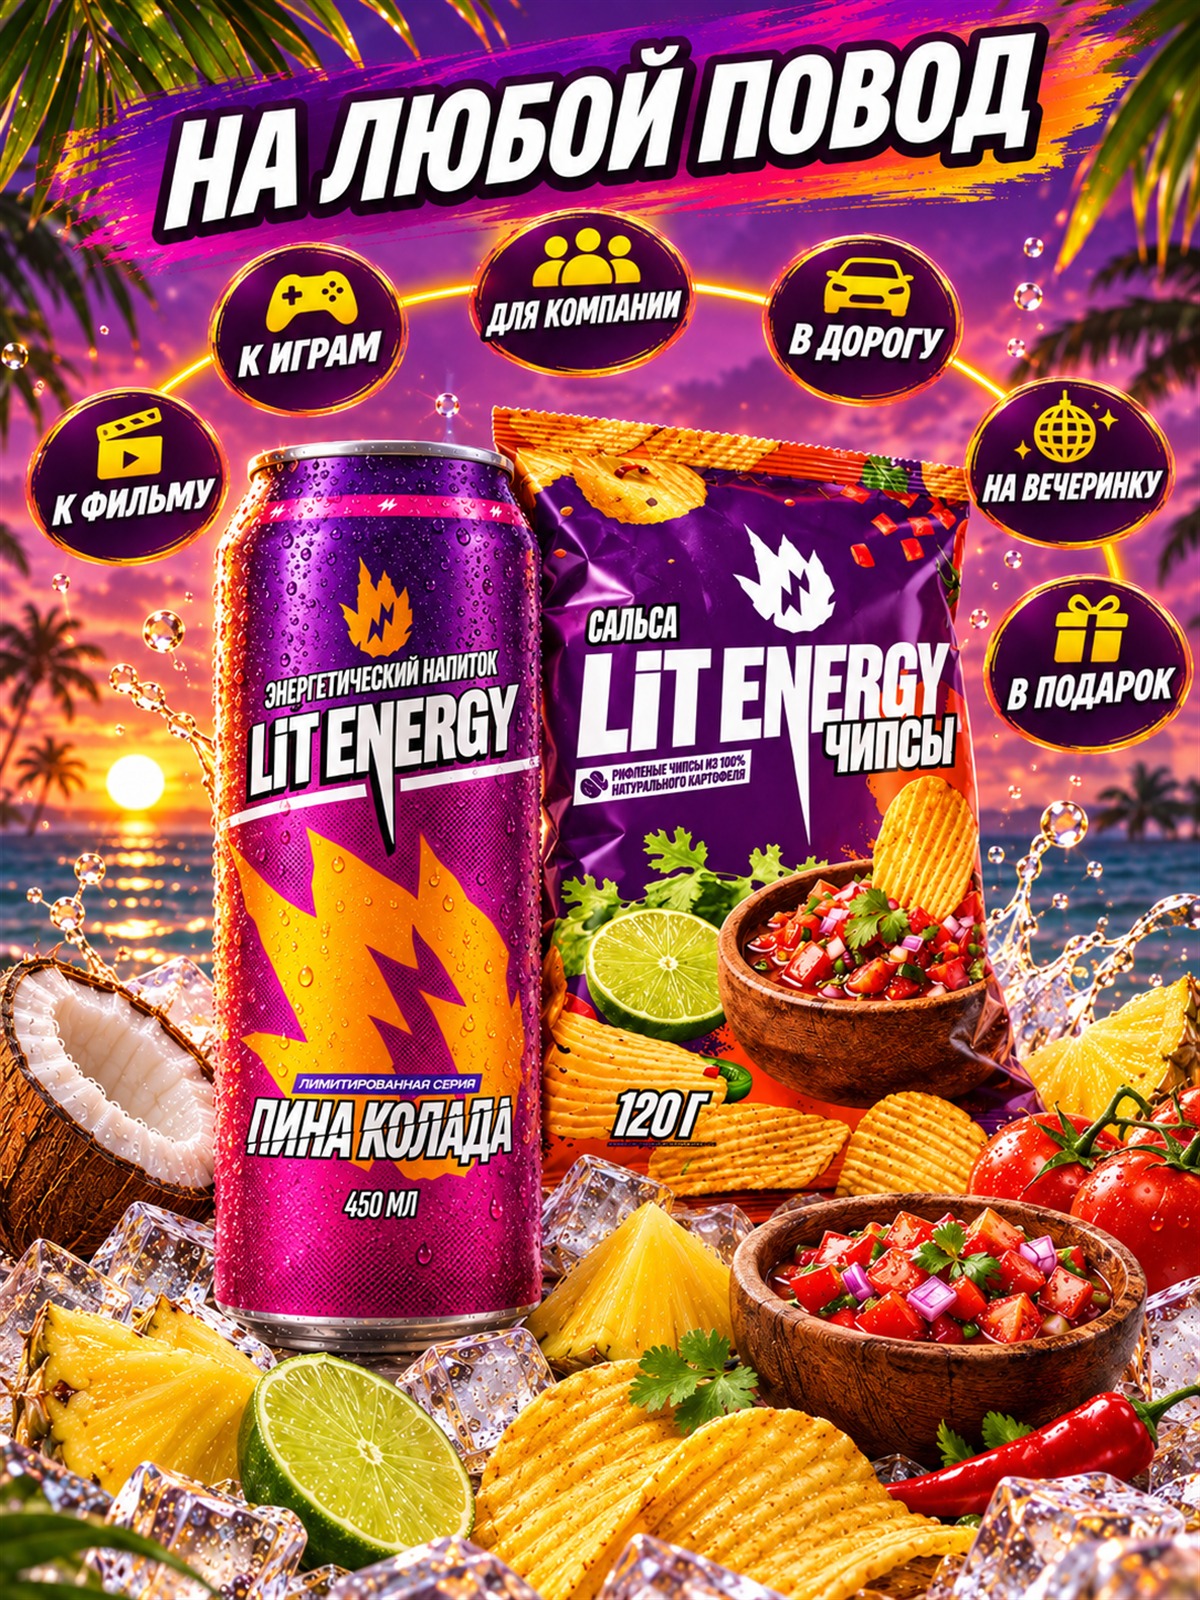 НА ЛЮБОЙ ПОВОД
К ФИЛЬМУ
К ИГРАМ
ДЛЯ КОМПАНИИ
В ДОРОГУ
НА ВЕЧЕРИНКУ
В ПОДАРОК
ЭНЕРГЕТИЧЕСКИЙ НАПИТОК
LIT ENERGY
ЛИМИТИРОВАННАЯ СЕРИЯ
ПИНА КОЛАДА
450 МЛ
САЛЬСА
LIT ENERGY
ЧИПСЫ
РИФЛЕНЫЕ ЧИПСЫ ИЗ 100%
НАТУРАЛЬНОГО КАРТОФЕЛЯ
120 Г